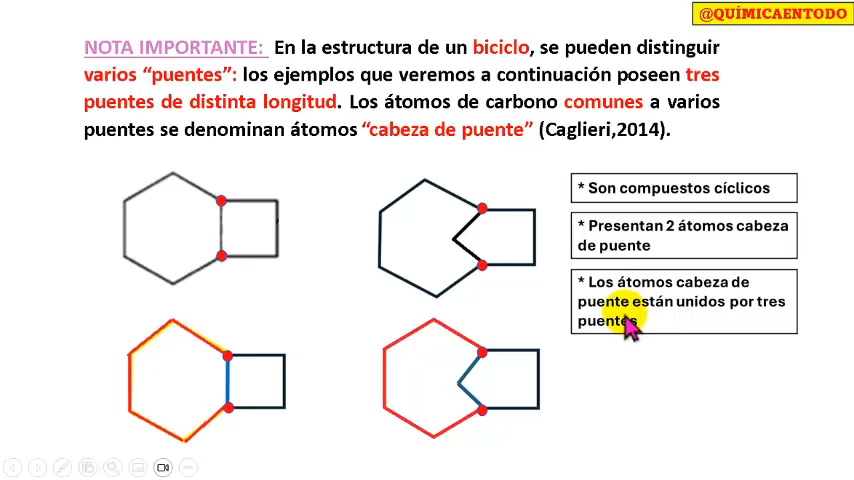 @QUÍMICAENTODO
NOTA IMPORTANTE: En la estructura de un biciclo, se pueden distinguir
varios “puentes”: los ejemplos que veremos a continuación poseen tres
puentes de distinta longitud. Los átomos de carbono comunes a varios
puentes se denominan átomos “cabeza de puente” (Caglieri,2014).
* Son compuestos cíclicos
* Presentan 2 átomos cabeza
de puente
* Los átomos cabeza de
puente están unidos por tres
puentes